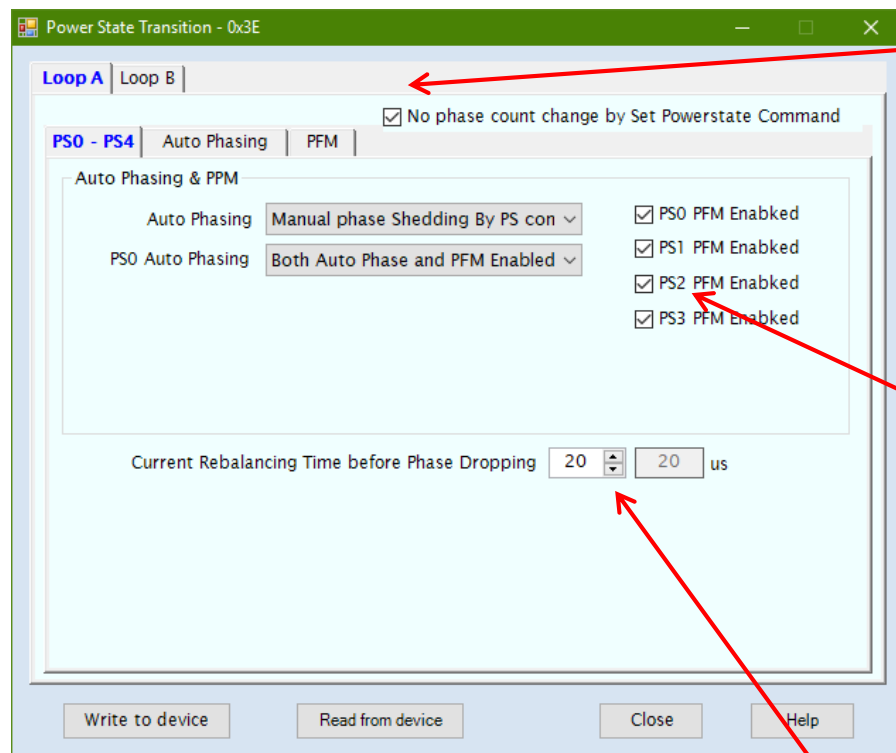 Power State Transition - 0x3E
Loop A Loop B
No phase count change by Set Powerstate Command
PS0 - PS4 Auto Phasing PFM
Auto Phasing & PPM
Auto Phasing Manual phase Shedding By PS con PS0 PFM Enabked
PS1 PFM Enabked
PS0 Auto Phasing Both Auto Phase and PFM Enabled
PS2 PFM Enabked
PS3 PFM Enabked
Current Rebalancing Time before Phase Dropping 20 20 us
Write to device Read from device Close Help